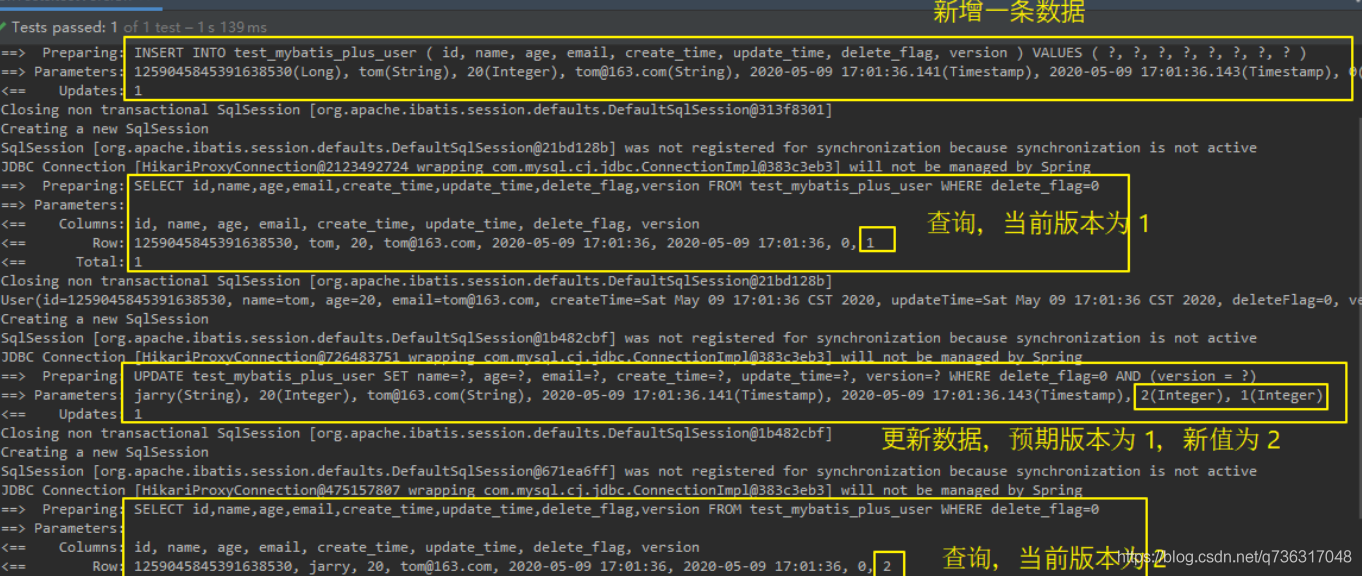 新增一条数据
Tests passed: 1 of 1 test – 1 s 139 ms
==>  Preparing: INSERT INTO test_mybatis_plus_user ( id, name, age, email, create_time, update_time, delete_flag, version ) VALUES ( ?, ?, ?, ?, ?, ?, ?, ? )
==> Parameters: 1259045845391638530(Long), tom(String), 20(Integer), tom@163.com(String), 2020-05-09 17:01:36.141(Timestamp), 2020-05-09 17:01:36.143(Timestamp), 0(
<==    Updates: 1
Closing non transactional SqlSession [org.apache.ibatis.session.defaults.DefaultSqlSession@313f8301]
Creating a new SqlSession
SqlSession [org.apache.ibatis.session.defaults.DefaultSqlSession@21bd128b] was not registered for synchronization because synchronization is not active
JDBC Connection [HikariProxyConnection@2123492724 wrapping com.mysql.cj.jdbc.ConnectionImpl@383c3eb3] will not be managed by Spring
==>  Preparing: SELECT id,name,age,email,create_time,update_time,delete_flag,version FROM test_mybatis_plus_user WHERE delete_flag=0
==> Parameters:
<==    Columns: id, name, age, email, create_time, update_time, delete_flag, version
查询，当前版本为 1
<==        Row: 1259045845391638530, tom, 20, tom@163.com, 2020-05-09 17:01:36, 2020-05-09 17:01:36, 0, 1
<==      Total: 1
Closing non transactional SqlSession [org.apache.ibatis.session.defaults.DefaultSqlSession@21bd128b]
User(id=1259045845391638530, name=tom, age=20, email=tom@163.com, createTime=Sat May 09 17:01:36 CST 2020, updateTime=Sat May 09 17:01:36 CST 2020, deleteFlag=0, ve
Creating a new SqlSession
SqlSession [org.apache.ibatis.session.defaults.DefaultSqlSession@1b482cbf] was not registered for synchronization because synchronization is not active
JDBC Connection [HikariProxyConnection@726483751 wrapping com.mysql.cj.jdbc.ConnectionImpl@383c3eb3] will not be managed by Spring
==>  Preparing: UPDATE test_mybatis_plus_user SET name=?, age=?, email=?, create_time=?, update_time=?, version=? WHERE delete_flag=0 AND (version = ?)
==> Parameters: jarry(String), 20(Integer), tom@163.com(String), 2020-05-09 17:01:36.141(Timestamp), 2020-05-09 17:01:36.143(Timestamp), 2(Integer), 1(Integer)
<==    Updates: 1
Closing non transactional SqlSession [org.apache.ibatis.session.defaults.DefaultSqlSession@1b482cbf]
更新数据，预期版本为 1，新值为 2
Creating a new SqlSession
SqlSession [org.apache.ibatis.session.defaults.DefaultSqlSession@671ea6ff] was not registered for synchronization because synchronization is not active
JDBC Connection [HikariProxyConnection@475157807 wrapping com.mysql.cj.jdbc.ConnectionImpl@383c3eb3] will not be managed by Spring
==>  Preparing: SELECT id,name,age,email,create_time,update_time,delete_flag,version FROM test_mybatis_plus_user WHERE delete_flag=0
==> Parameters:
<==    Columns: id, name, age, email, create_time, update_time, delete_flag, version
查询，当前版本为 2
https://blog.csdn.net/q736317048
<==        Row: 1259045845391638530, jarry, 20, tom@163.com, 2020-05-09 17:01:36, 2020-05-09 17:01:36, 0, 2